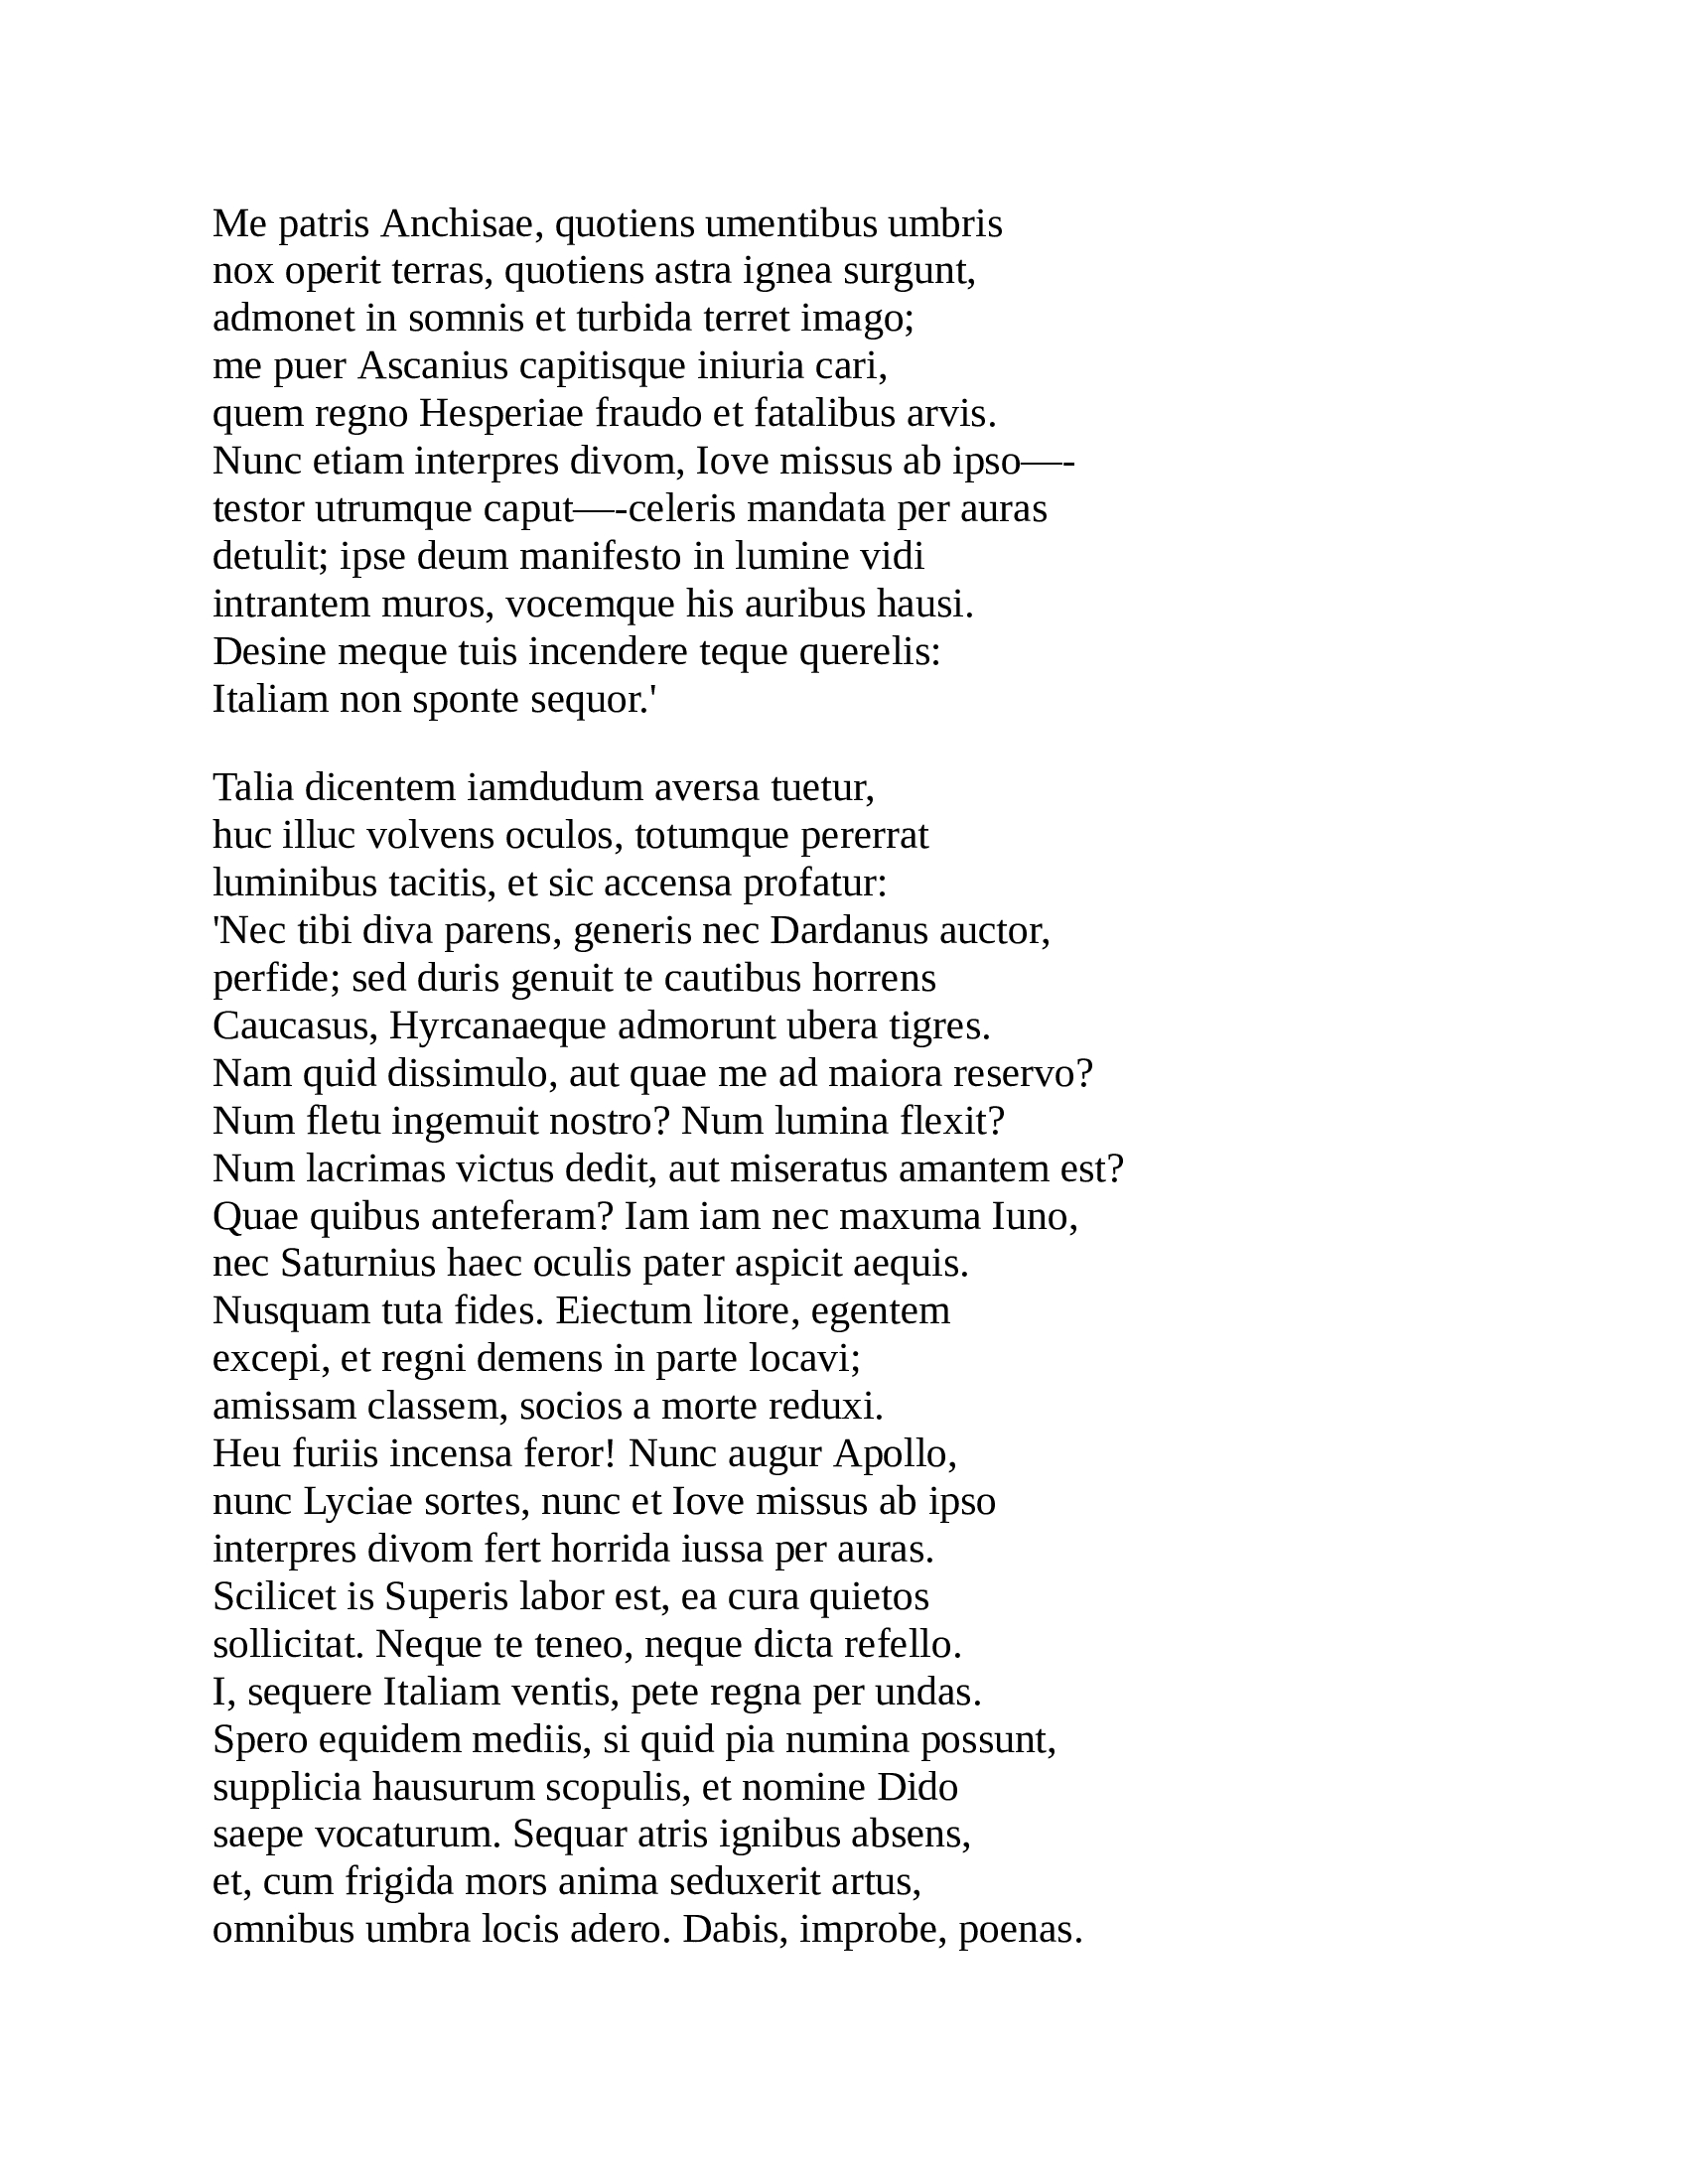 Me patris Anchisae, quotiens umentibus umbris
nox operit terras, quotiens astra ignea surgunt,
admonet in somnis et turbida terret imago;
me puer Ascanius capitisque iniuria cari,
quem regno Hesperiae fraudo et fatalibus arvis.
Nunc etiam interpres divom, Iove missus ab ipso—-
testor utrumque caput—-celeris mandata per auras
detulit; ipse deum manifesto in lumine vidi
intrantem muros, vocemque his auribus hausi.
Desine meque tuis incendere teque querelis:
Italiam non sponte sequor.'

Talia dicentem iamdudum aversa tuetur,
huc illuc volvens oculos, totumque pererrat
luminibus tacitis, et sic accensa profatur:
'Nec tibi diva parens, generis nec Dardanus auctor,
perfide; sed duris genuit te cautibus horrens
Caucasus, Hyrcanaeque admorunt ubera tigres.
Nam quid dissimulo, aut quae me ad maiora reservo?
Num fletu ingemuit nostro? Num lumina flexit?
Num lacrimas victus dedit, aut miseratus amantem est?
Quae quibus anteferam? Iam iam nec maxuma Iuno,
nec Saturnius haec oculis pater aspicit aequis.
Nusquam tuta fides. Eiectum litore, egentem
excepi, et regni demens in parte locavi;
amissam classem, socios a morte reduxi.
Heu furiis incensa feror! Nunc augur Apollo,
nunc Lyciae sortes, nunc et Iove missus ab ipso
interpres divom fert horrida iussa per auras.
Scilicet is Superis labor est, ea cura quietos
sollicitat. Neque te teneo, neque dicta refello.
I, sequere Italiam ventis, pete regna per undas.
Spero equidem mediis, si quid pia numina possunt,
supplicia hausurum scopulis, et nomine Dido
saepe vocaturum. Sequar atris ignibus absens,
et, cum frigida mors anima seduxerit artus,
omnibus umbra locis adero. Dabis, improbe, poenas.